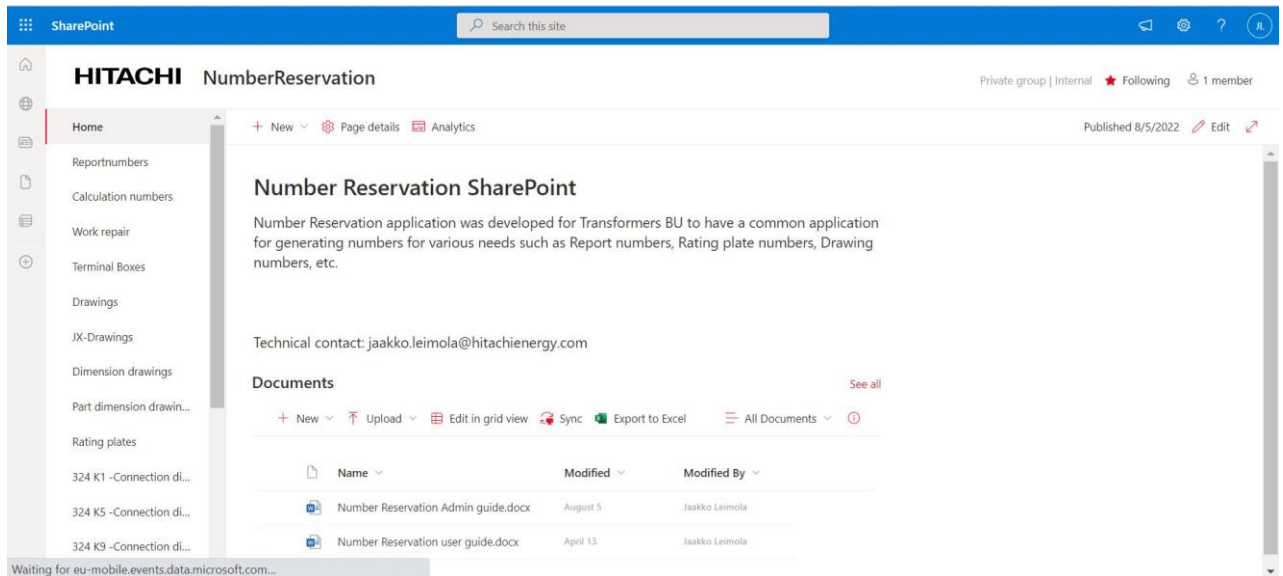 SharePoint
Search this site
?
JL
HITACHI NumberReservation
Private group | Internal ★ Following 1 member
Home
Reportnumbers
Calculation numbers
Work repair
Terminal Boxes
Drawings
JX-Drawings
Dimension drawings
Part dimension drawin...
Rating plates
324 K1 -Connection di...
324 K5 -Connection di...
324 K9 -Connection di...
+ New Page details Analytics
Published 8/5/2022 Edit
Number Reservation SharePoint
Number Reservation application was developed for Transformers BU to have a common application
for generating numbers for various needs such as Report numbers, Rating plate numbers, Drawing
numbers, etc.
Technical contact: jaakko.leimola@hitachienergy.com
Documents See all
+ New Upload Edit in grid view Sync Export to Excel All Documents
Name Modified Modified By
Number Reservation Admin guide.docx August 5 Jaakko Leimola
Number Reservation user guide.docx April 13 Jaakko Leimola
Waiting for eu-mobile.events.data.microsoft.com...